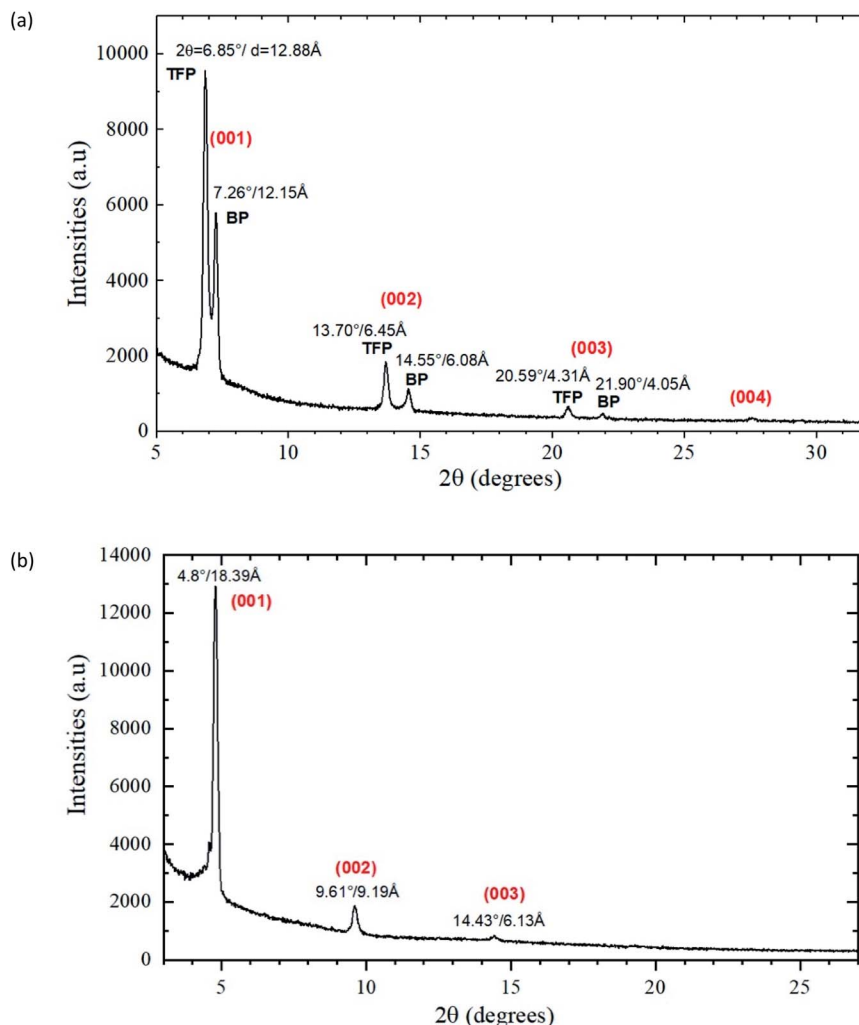 (a)
12000
10000
8000
6000
4000
2000
0
Intensities (a.u)
2θ=6.85°/ d=12.88Å
TFP
(001)
7.26°/12.15Å
BP
(002)
13.70°/6.45Å
TFP
14.55°/6.08Å
BP
(003)
20.59°/4.31Å
TFP
21.90°/4.05Å
BP
(004)
5 10 15 20 25 30
2θ (degrees)
(b)
14000
12000
10000
8000
6000
4000
2000
0
Intensities (a.u)
4.8°/18.39Å
(001)
(002)
9.61°/9.19Å
(003)
14.43°/6.13Å
5 10 15 20 25
2θ (degrees)